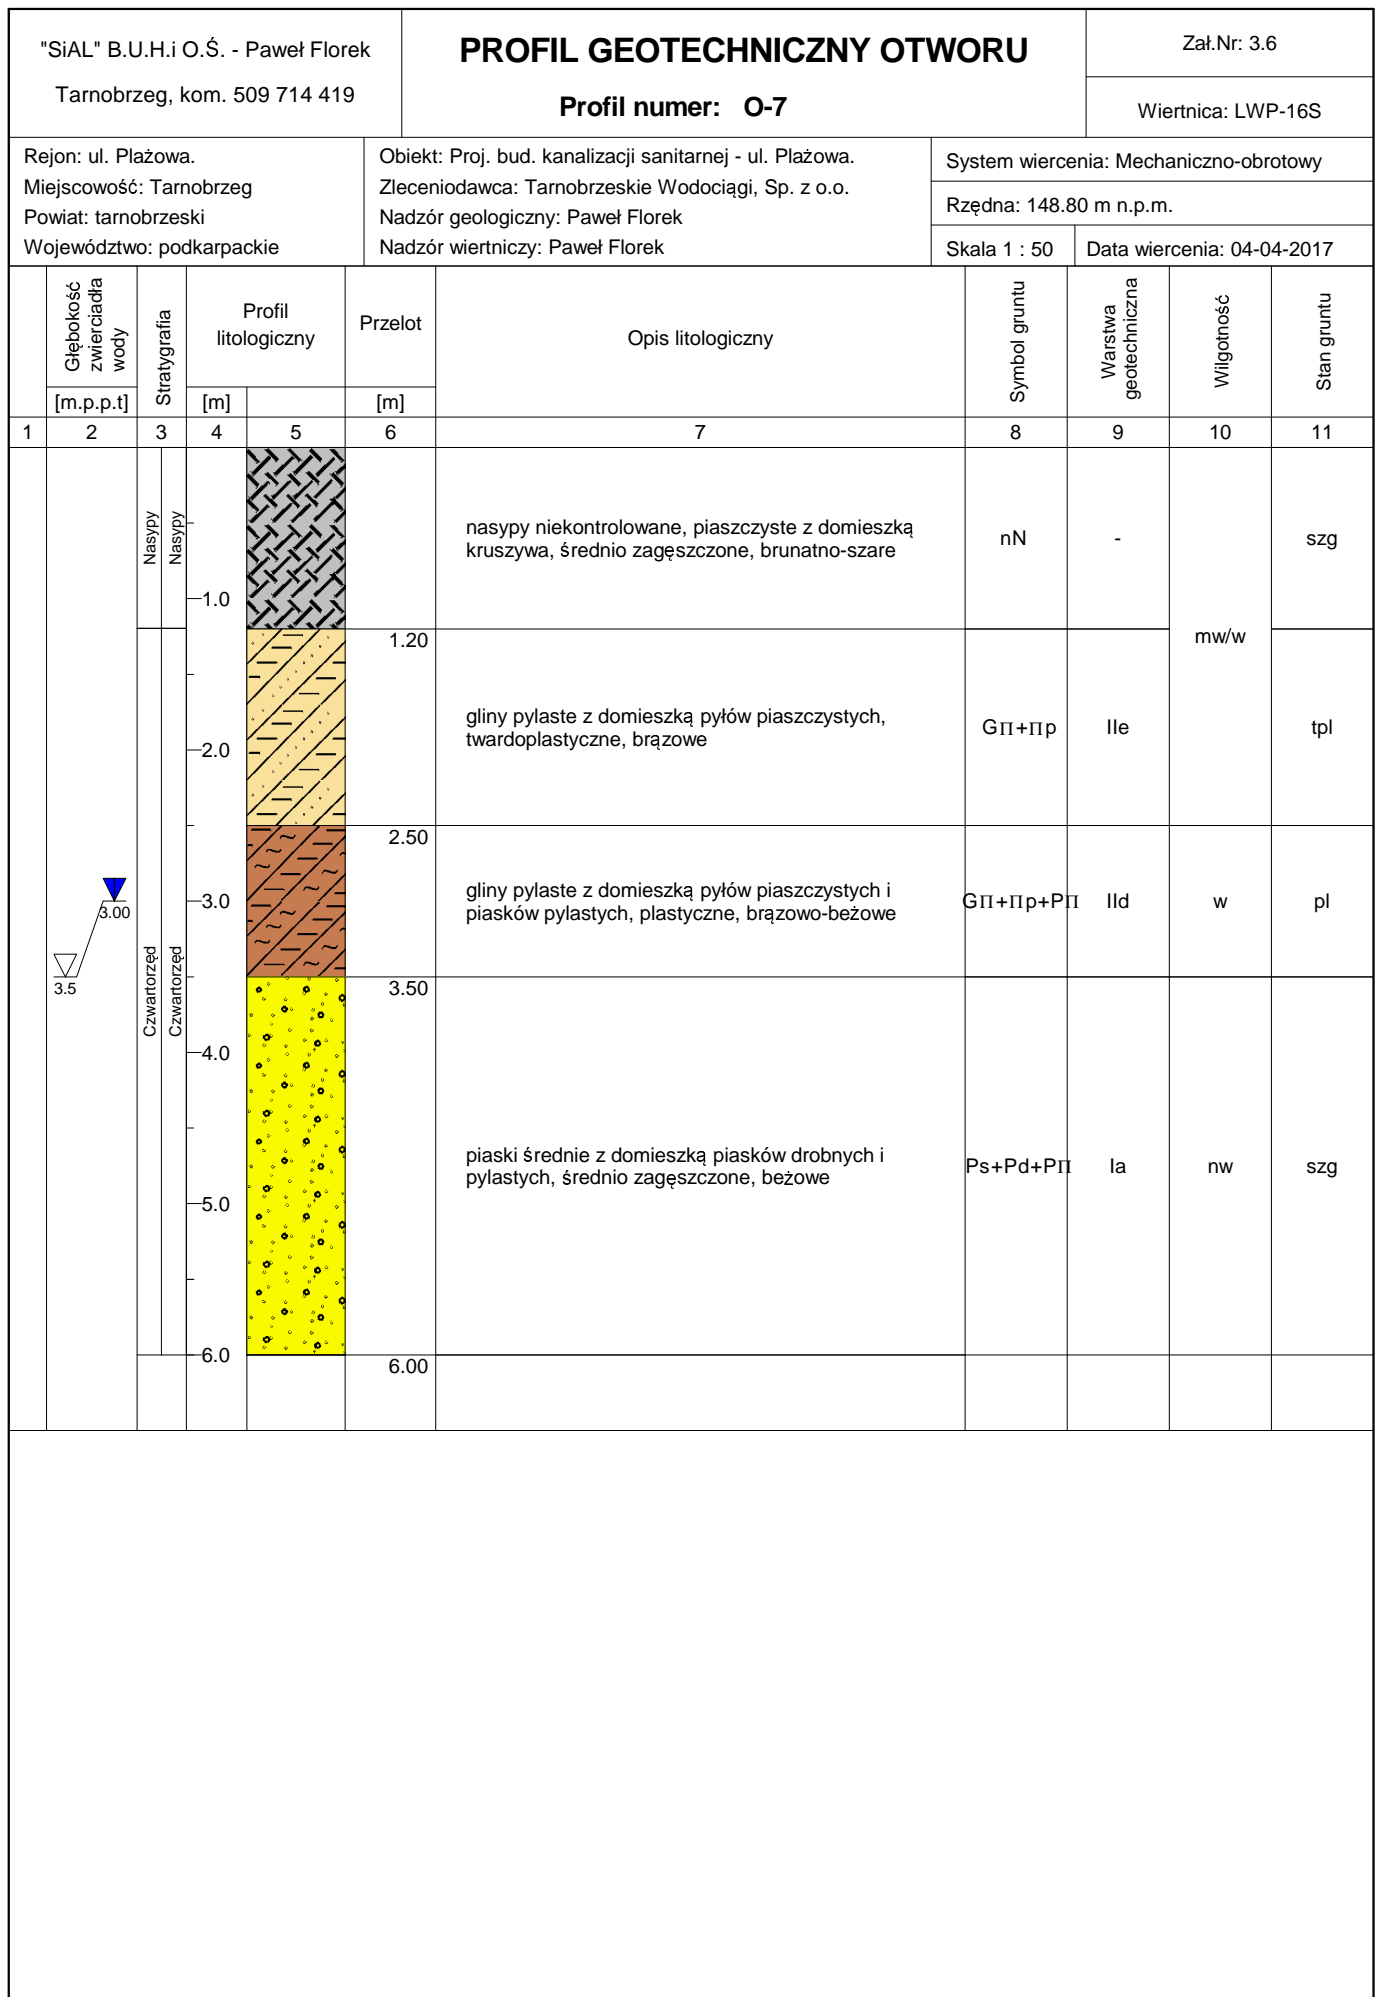 "SiAL" B.U.H.i O.Ś. - Paweł Florek
Tarnobrzeg, kom. 509 714 419
PROFIL GEOTECHNICZNY OTWORU
Profil numer: O-7
Zał.Nr: 3.6
Wiertnica: LWP-16S
Rejon: ul. Plażowa.
Miejscowość: Tarnobrzeg
Powiat: tarnobrzeski
Województwo: podkarpackie
Obiekt: Proj. bud. kanalizacji sanitarnej - ul. Plażowa.
Zleceniodawca: Tarnobrzeskie Wodociągi, Sp. z o.o.
Nadzór geologiczny: Paweł Florek
Nadzór wiertniczy: Paweł Florek
System wiercenia: Mechaniczno-obrotowy
Rzędna: 148.80 m n.p.m.
Skala 1 : 50
Data wiercenia: 04-04-2017
Głębokość
zwierciadła
wody
[m.p.p.t]
Stratygrafia
Profil
litologiczny
[m]
Przelot
[m]
Opis litologiczny
Symbol gruntu
Warstwa
geotechniczna
Wilgotność
Stan gruntu
1 2 3 4 5 6 7 8 9 10 11
Nasypy
Nasypy
1.0
nasypy niekontrolowane, piaszczyste z domieszką
kruszywa, średnio zagęszczone, brunatno-szare
nN
-
szg
mw/w
1.20
2.0
gliny pylaste z domieszką pyłów piaszczystych,
twardoplastyczne, brązowe
GΠ+Πp
IIe
tpl
2.50
3.00
3.0
gliny pylaste z domieszką pyłów piaszczystych i
piasków pylastych, plastyczne, brązowo-beżowe
GΠ+Πp+PΠ
IId
w
pl
3.5
Czwartorzęd
Czwartorzęd
3.50
4.0
piaski średnie z domieszką piasków drobnych i
pylastych, średnio zagęszczone, beżowe
Ps+Pd+PΠ
Ia
nw
szg
5.0
6.0
6.00